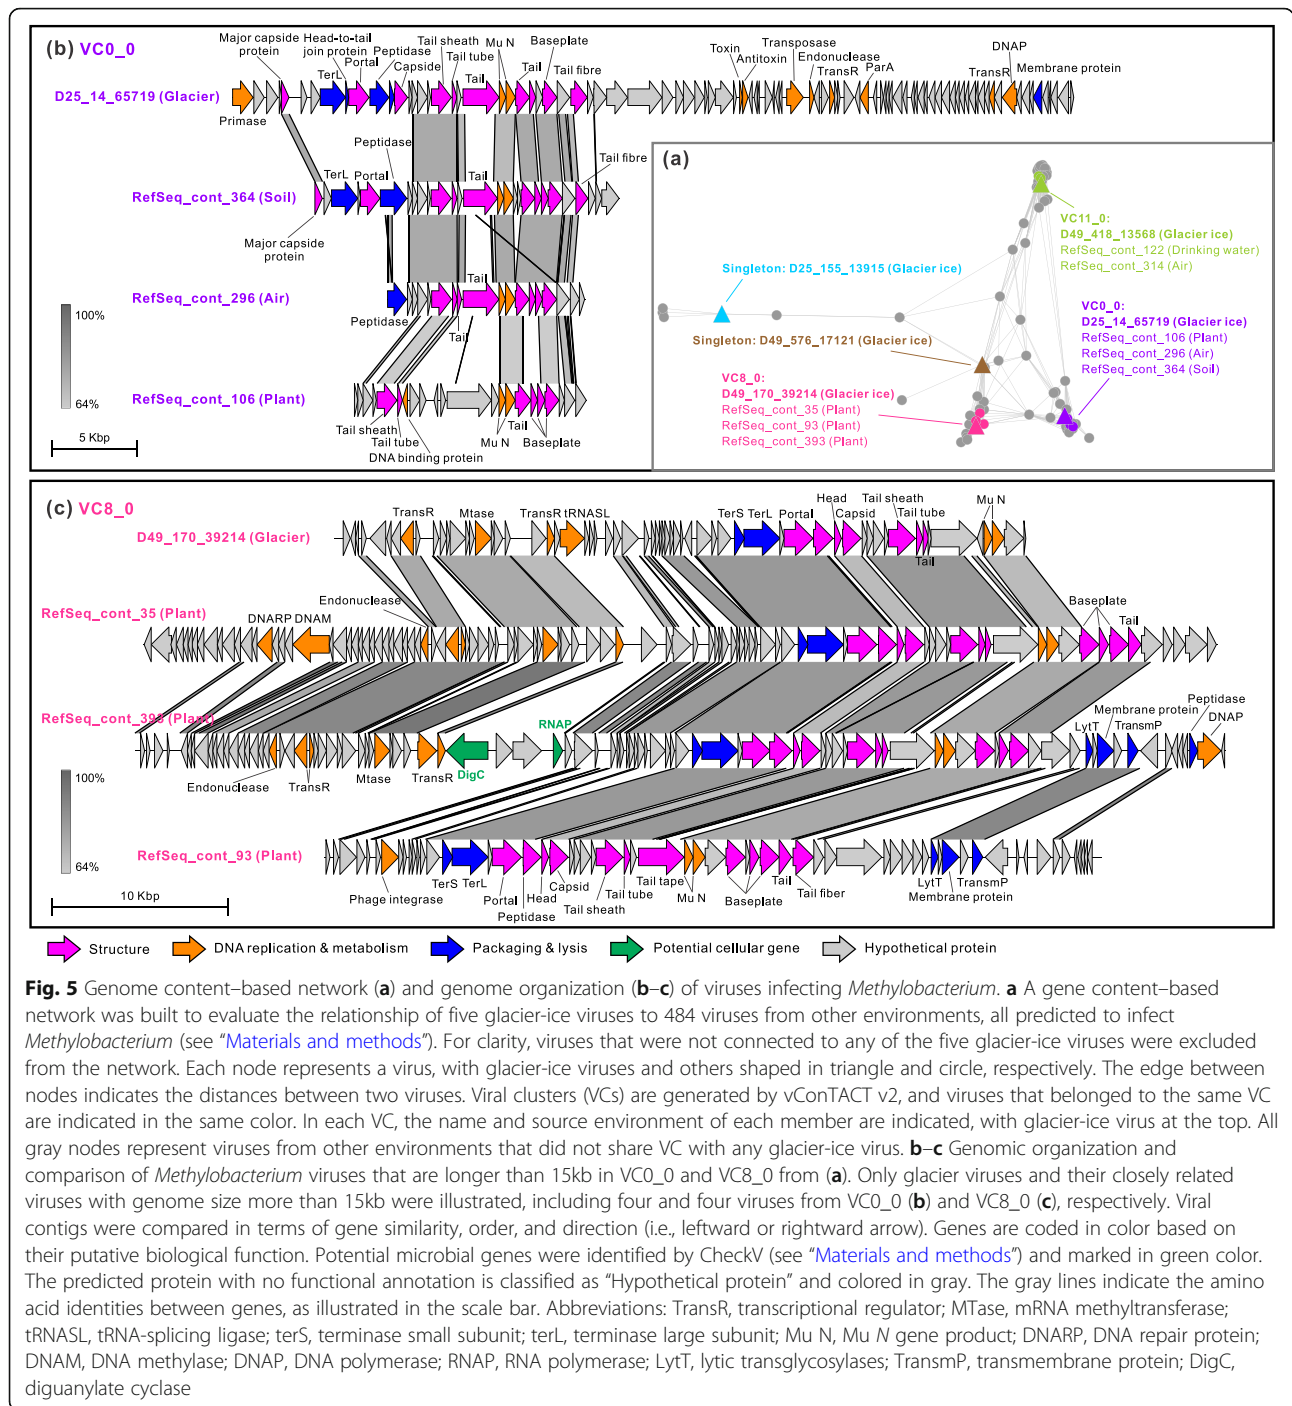 (b) VC0_0
Major capside protein
Head-to-tail join protein
Portal
Peptidase
TerL
Capside
Tail sheath
Tail tube
Mu N
Tail
Tail
Baseplate
Tail fibre
Toxin
Antitoxin
Transposase
Endonuclease
TransR
ParA
DNAP
TransR
Membrane protein
D25_14_65719 (Glacier)
Primase
Peptidase
TerL
Portal
Tail
Tail fibre
RefSeq_cont_364 (Soil)
Major capside protein
Tail
RefSeq_cont_296 (Air)
Peptidase
Tail
100%
64%
RefSeq_cont_106 (Plant)
Tail sheath
Tail tube
DNA binding protein
Mu N
Tail
Baseplate
5 Kbp
(a)
VC11_0:
D49_418_13568 (Glacier ice)
RefSeq_cont_122 (Drinking water)
RefSeq_cont_314 (Air)
Singleton: D25_155_13915 (Glacier ice)
VC0_0:
D25_14_65719 (Glacier ice)
RefSeq_cont_106 (Plant)
RefSeq_cont_296 (Air)
RefSeq_cont_364 (Soil)
Singleton: D49_576_17121 (Glacier ice)
VC8_0:
D49_170_39214 (Glacier ice)
RefSeq_cont_35 (Plant)
RefSeq_cont_93 (Plant)
RefSeq_cont_393 (Plant)
(c) VC8_0
D49_170_39214 (Glacier)
TransR
Mtase
TransR
tRNASL
TerS
TerL
Portal
Head
Capsid
Tail sheath
Tail tube
Tail
Mu N
RefSeq_cont_35 (Plant)
Endonuclease
DNARP
DNAM
Baseplate
Tail
RefSeq_cont_393 (Plant)
RNAP
Endonuclease
TransR
Mtase
TransR
DigC
LytT
Membrane protein
TransmP
Peptidase
DNAP
100%
64%
RefSeq_cont_93 (Plant)
Phage integrase
TerS
TerL
Portal
Peptidase
Head
Capsid
Tail sheath
Tail tube
Tail tape
Mu N
Baseplate
Tail
Tail fiber
LytT
Membrane protein
TransmP
10 Kbp
Structure
DNA replication & metabolism
Packaging & lysis
Potential cellular gene
Hypothetical protein
Fig. 5 Genome content–based network (a) and genome organization (b–c) of viruses infecting Methylobacterium. a A gene content–based
network was built to evaluate the relationship of five glacier-ice viruses to 484 viruses from other environments, all predicted to infect
Methylobacterium (see “Materials and methods”). For clarity, viruses that were not connected to any of the five glacier-ice viruses were excluded
from the network. Each node represents a virus, with glacier-ice viruses and others shaped in triangle and circle, respectively. The edge between
nodes indicates the distances between two viruses. Viral clusters (VCs) are generated by vConTACT v2, and viruses that belonged to the same VC
are indicated in the same color. In each VC, the name and source environment of each member are indicated, with glacier-ice virus at the top. All
gray nodes represent viruses from other environments that did not share VC with any glacier-ice virus. b–c Genomic organization and
comparison of Methylobacterium viruses that are longer than 15kb in VC0_0 and VC8_0 from (a). Only glacier viruses and their closely related
viruses with genome size more than 15kb were illustrated, including four and four viruses from VC0_0 (b) and VC8_0 (c), respectively. Viral
contigs were compared in terms of gene similarity, order, and direction (i.e., leftward or rightward arrow). Genes are coded in color based on
their putative biological function. Potential microbial genes were identified by CheckV (see “Materials and methods”) and marked in green color.
The predicted protein with no functional annotation is classified as “Hypothetical protein” and colored in gray. The gray lines indicate the amino
acid identities between genes, as illustrated in the scale bar. Abbreviations: TransR, transcriptional regulator; MTase, mRNA methyltransferase;
tRNASL, tRNA-splicing ligase; terS, terminase small subunit; terL, terminase large subunit; Mu N, Mu N gene product; DNARP, DNA repair protein;
DNAM, DNA methylase; DNAP, DNA polymerase; RNAP, RNA polymerase; LytT, lytic transglycosylases; TransmP, transmembrane protein; DigC,
diguanylate cyclase